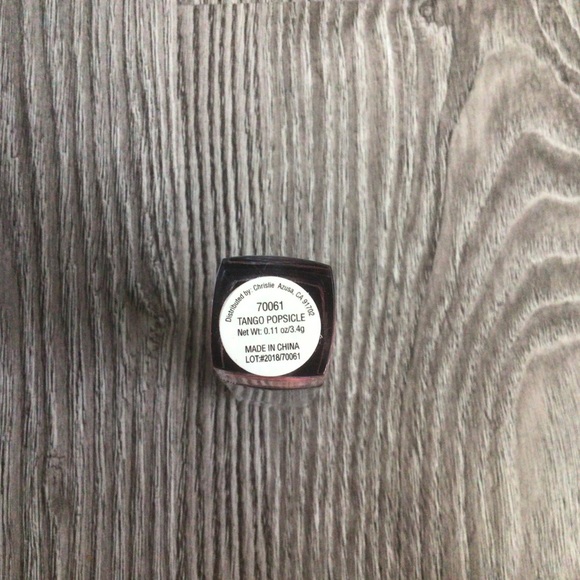 Distributed by: Chrislie Azusa, CA 91702
70061
TANGO POPSICLE
Net Wt: 0.11 oz/3.4g
MADE IN CHINA
LOT:#2018/70061